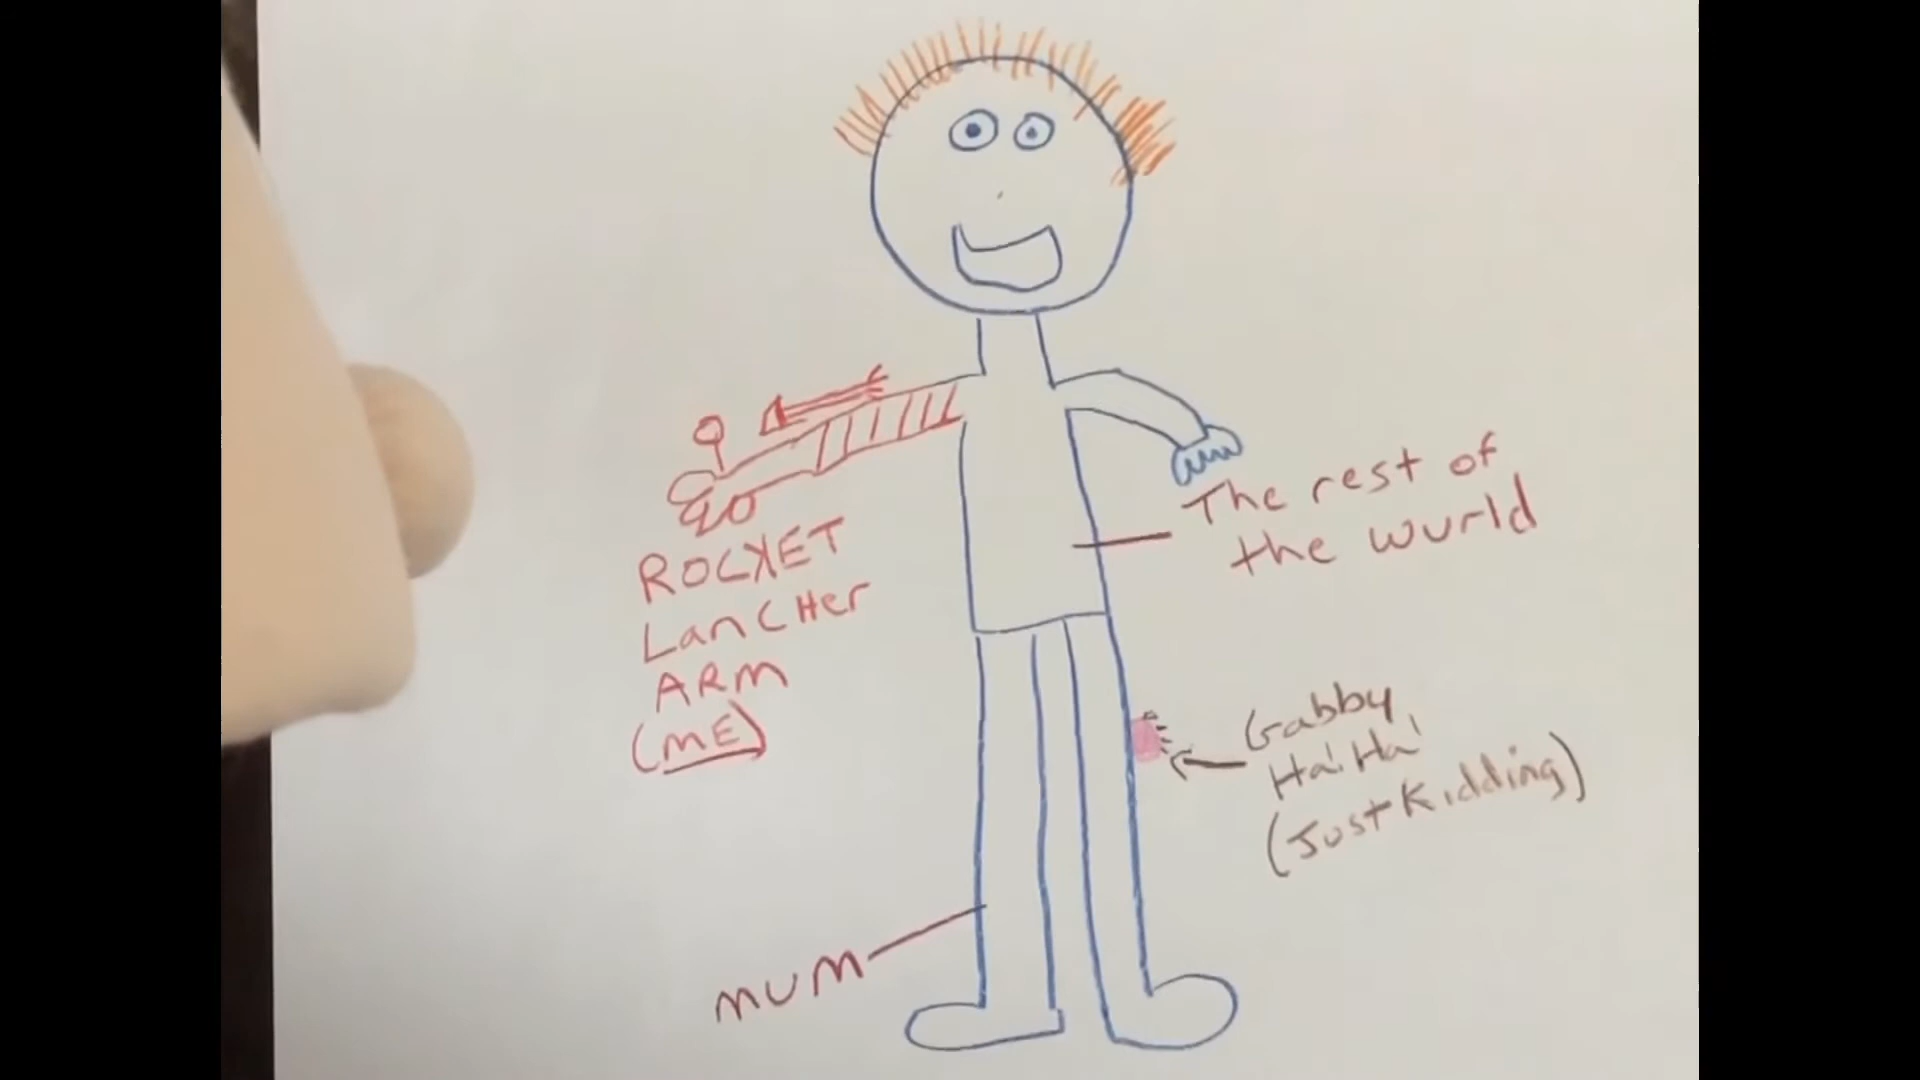 ROCKET
LanCHer
ARM
(ME)
The rest of
the wurld
Gabby
Ha! Ha!
(Just Kidding)
mum